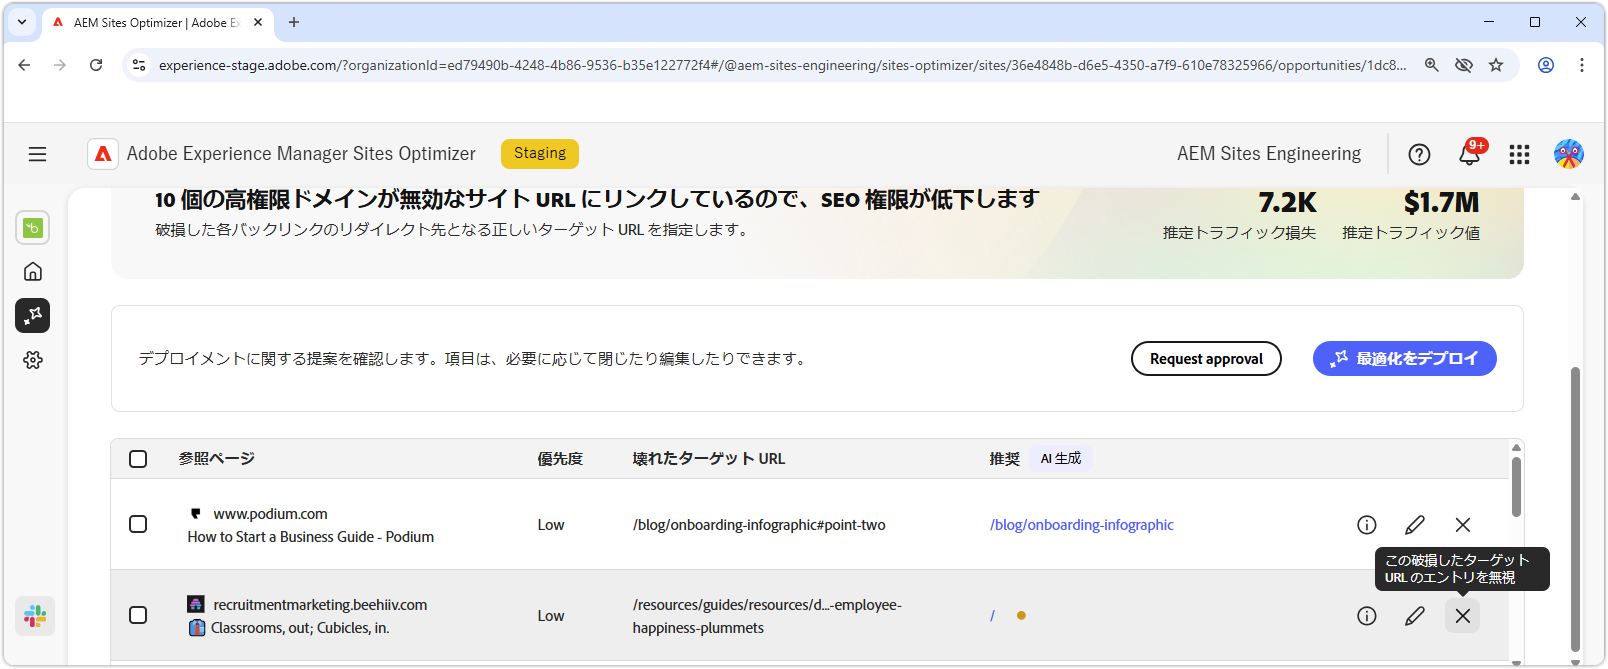 AEM Sites Optimizer | Adobe Ex
experience-stage.adobe.com/?organizationId=ed79490b-4248-4b86-9536-b35e122772f4#/@aem-sites-engineering/sites-optimizer/sites/36e4848b-d6e5-4350-a7f9-610e78325966/opportunities/1dc8...
Adobe Experience Manager Sites Optimizer
Staging
AEM Sites Engineering
9+
10 個の高権限ドメインが無効なサイト URL にリンクしているので、SEO 権限が低下します
破損した各バックリンクのリダイレクト先となる正しいターゲット URL を指定します。
7.2K
推定トラフィック損失
$1.7M
推定トラフィック値
デプロイメントに関する提案を確認します。項目は、必要に応じて閉じたり編集したりできます。
Request approval
最適化をデプロイ
参照ページ
優先度
壊れたターゲット URL
推奨
AI 生成
www.podium.com
How to Start a Business Guide - Podium
Low
/blog/onboarding-infographic#point-two
/blog/onboarding-infographic
この破損したターゲット
URL のエントリを無視
recruitmentmarketing.beehiiv.com
Classrooms, out; Cubicles, in.
Low
/resources/guides/resources/d...-employee-
happiness-plummets
/